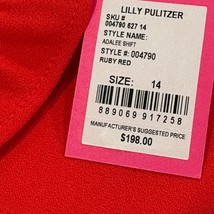 LILLY PULITZER
SKU #
004790 627 14
STYLE NAME:
ADALEE SHIFT
STYLE #: 004790
RUBY RED
SIZE: 14
889069 917258
MANUFACTURER'S SUGGESTED PRICE
$198.00